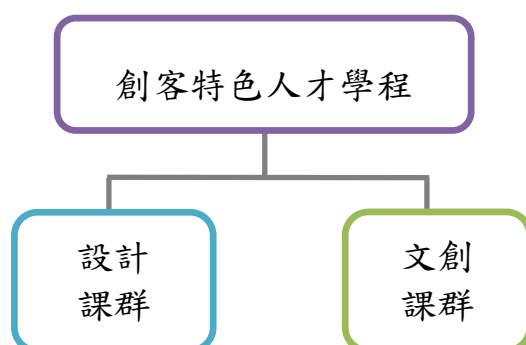 創客特色人才學程
設計
課群
文創
課群